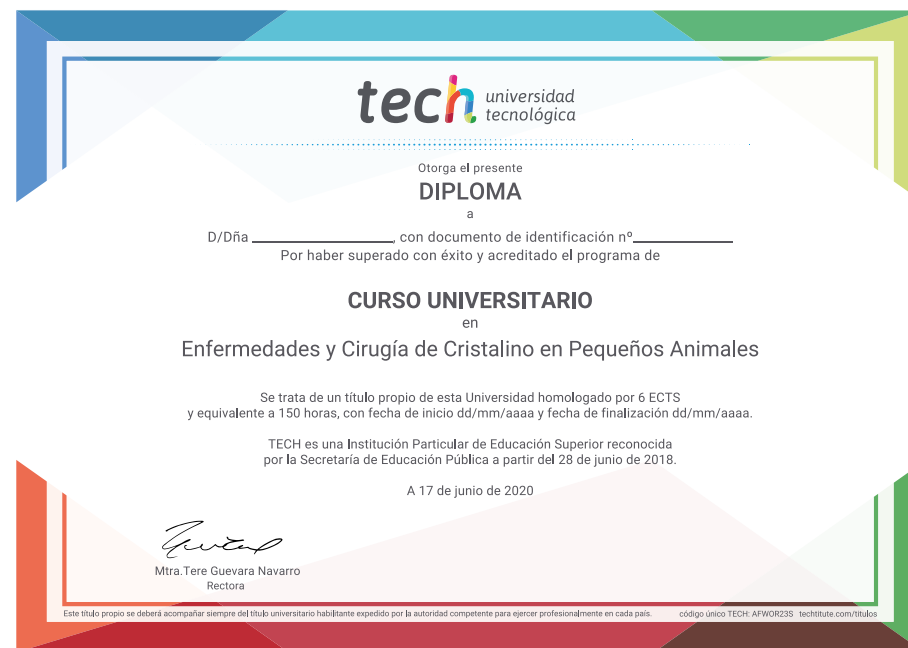 tech universidad
tecnológica
Otorga el presente
DIPLOMA
a
D/Dña ____________________, con documento de identificación nº______________
Por haber superado con éxito y acreditado el programa de
CURSO UNIVERSITARIO
en
Enfermedades y Cirugía de Cristalino en Pequeños Animales
Se trata de un título propio de esta Universidad homologado por 6 ECTS
y equivalente a 150 horas, con fecha de inicio dd/mm/aaaa y fecha de finalización dd/mm/aaaa.
TECH es una Institución Particular de Educación Superior reconocida
por la Secretaría de Educación Pública a partir del 28 de junio de 2018.
A 17 de junio de 2020
Mtra.Tere Guevara Navarro
Rectora
Este título propio se deberá acompañar siempre del título universitario habilitante expedido por la autoridad competente para ejercer profesionalmente en cada país. código único TECH: AFWOR23S techtitute.com/titulos